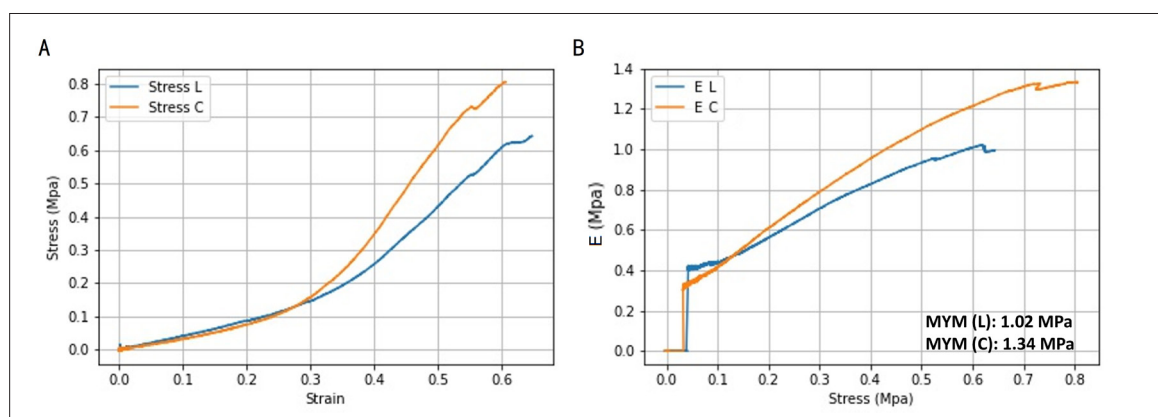 A
Stress L
Stress C
0.8
0.7
0.6
0.5
0.4
0.3
0.2
0.1
0.0
Stress (Mpa)
0.0 0.1 0.2 0.3 0.4 0.5 0.6
Strain
B
E L
E C
1.4
1.2
1.0
0.8
0.6
0.4
0.2
0.0
E (Mpa)
MYM (L): 1.02 MPa
MYM (C): 1.34 MPa
0.0 0.1 0.2 0.3 0.4 0.5 0.6 0.7 0.8
Stress (Mpa)